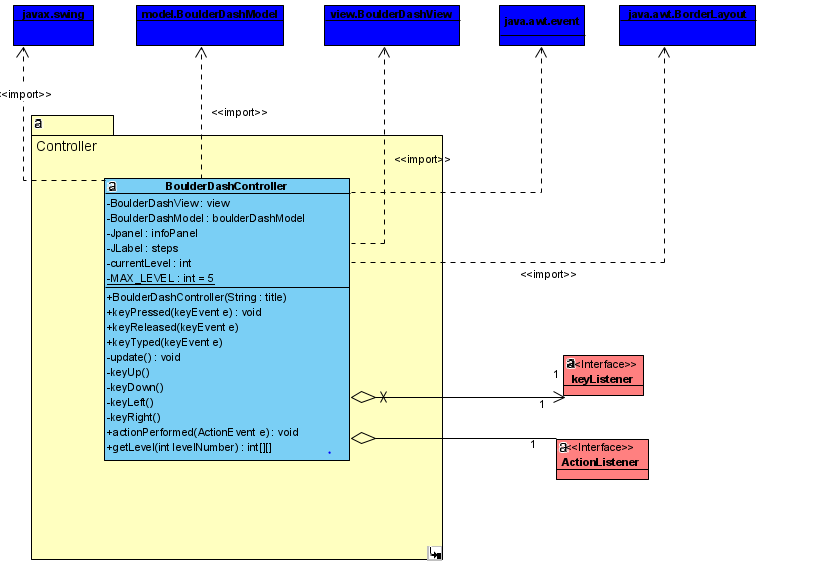 javax.swing
model.BoulderDashModel
view.BoulderDashView
java.awt.event
java.awt.BorderLayout
<<import>>
<<import>>
<<import>>
<<import>>
a
Controller
a
BoulderDashController
-BoulderDashView : view
-BoulderDashModel : boulderDashModel
-Jpanel : infoPanel
-JLabel : steps
-currentLevel : int
-MAX_LEVEL : int = 5
+BoulderDashController(String : title)
+keyPressed(keyEvent e) : void
+keyReleased(keyEvent e)
+keyTyped(keyEvent e)
-update() : void
-keyUp()
-keyDown()
-keyLeft()
-keyRight()
+actionPerformed(ActionEvent e) : void
+getLevel(int levelNumber) : int[][]
1
1
a
<<Interface>>
keyListener
1
a
<<Interface>>
ActionListener